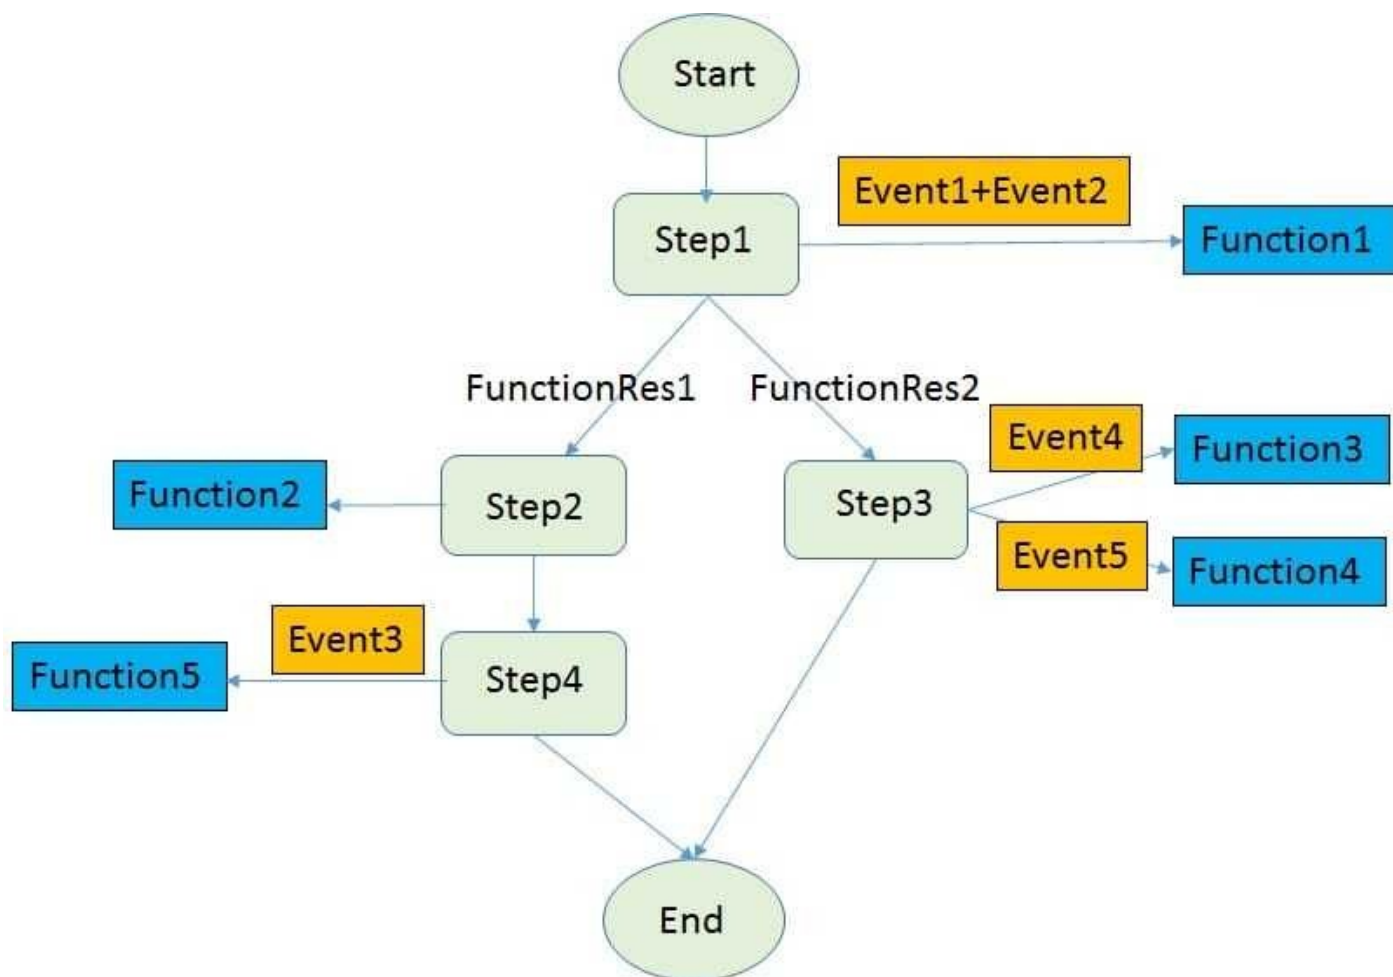 Start
Event1+Event2
Step1
Function1
FunctionRes1
FunctionRes2
Event4
Function3
Function2
Step2
Step3
Event5
Function4
Event3
Function5
Step4
End